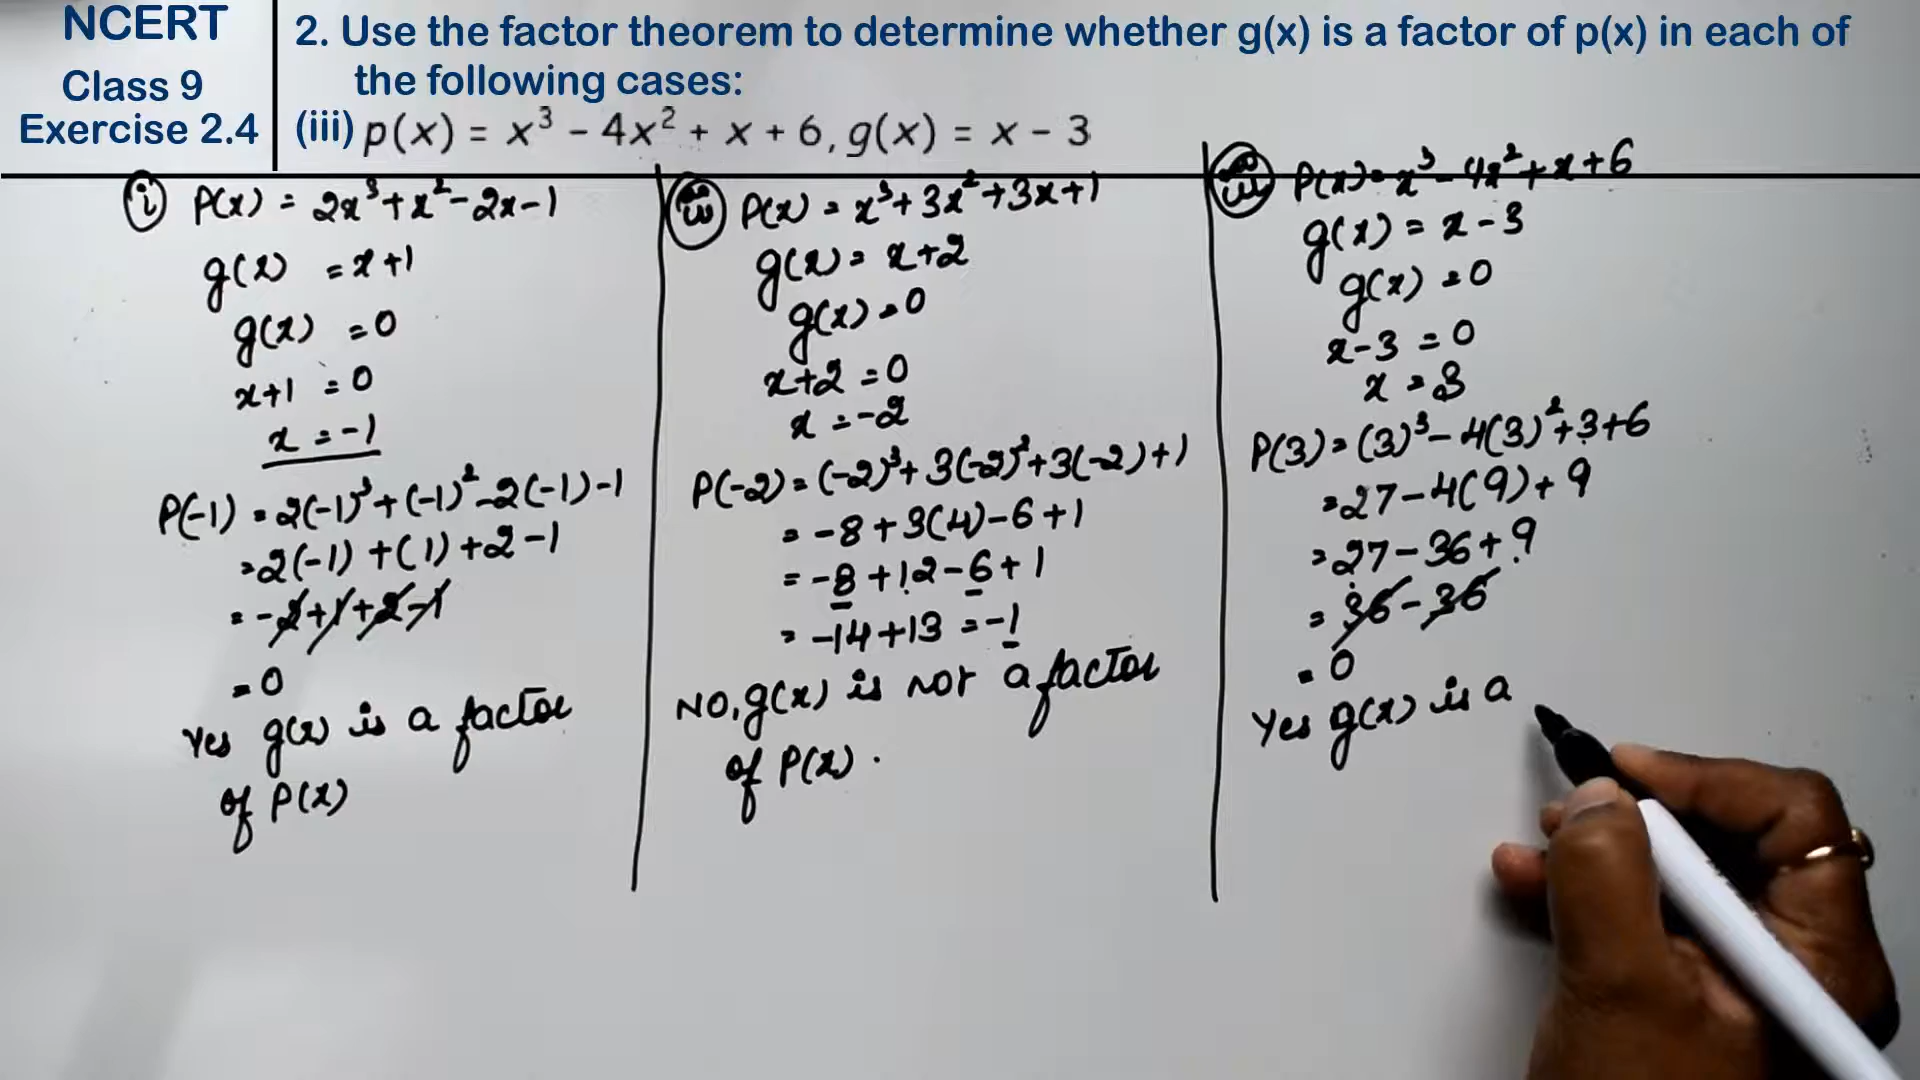 NCERT
Class 9
Exercise 2.4
2. Use the factor theorem to determine whether g(x) is a factor of p(x) in each of
the following cases:
(iii) p(x) = x³ – 4x² + x + 6, g(x) = x – 3
(i) P(x) = 2x³+x²-2x-1
g(x) = x+1
g(x) = 0
x+1 = 0
x = -1
P(-1) = 2(-1)³+(-1)²-2(-1)-1
=2(-1)+(1)+2-1
= -2+1+2-1
=0
Yes g(x) is a factor
of P(x)
(ii) P(x) = x³+3x²+3x+1
g(x) = x+2
g(x) = 0
x+2 = 0
x = -2
P(-2) = (-2)³+3(-2)²+3(-2)+1
= -8+3(4)-6+1
= -8+12-6+1
= -14+13 = -1
NO, g(x) is not a factor
of P(x).
(iii) P(x) = x³-4x²+x+6
g(x) = x-3
g(x) = 0
x-3 = 0
x = 3
P(3) = (3)³-4(3)²+3+6
=27-4(9)+9
=27-36+9
= 36-36
= 0
Yes g(x) is a